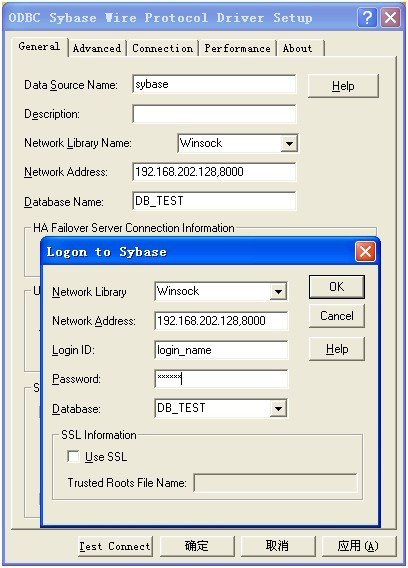 ODBC Sybase Wire Protocol Driver Setup
General Advanced Connection Performance About
Data Source Name: sybase Help
Description:
Network Library Name: Winsock
Network Address: 192.168.202.128,8000
Database Name: DB_TEST
HA Failover Server Connection Information
Logon to Sybase
Network Library Winsock OK
Network Address: 192.168.202.128,8000 Cancel
Login ID: login_name Help
Password: ******
Database: DB_TEST
SSL Information
Use SSL
Trusted Roots File Name:
Test Connect 确定 取消 应用(A)